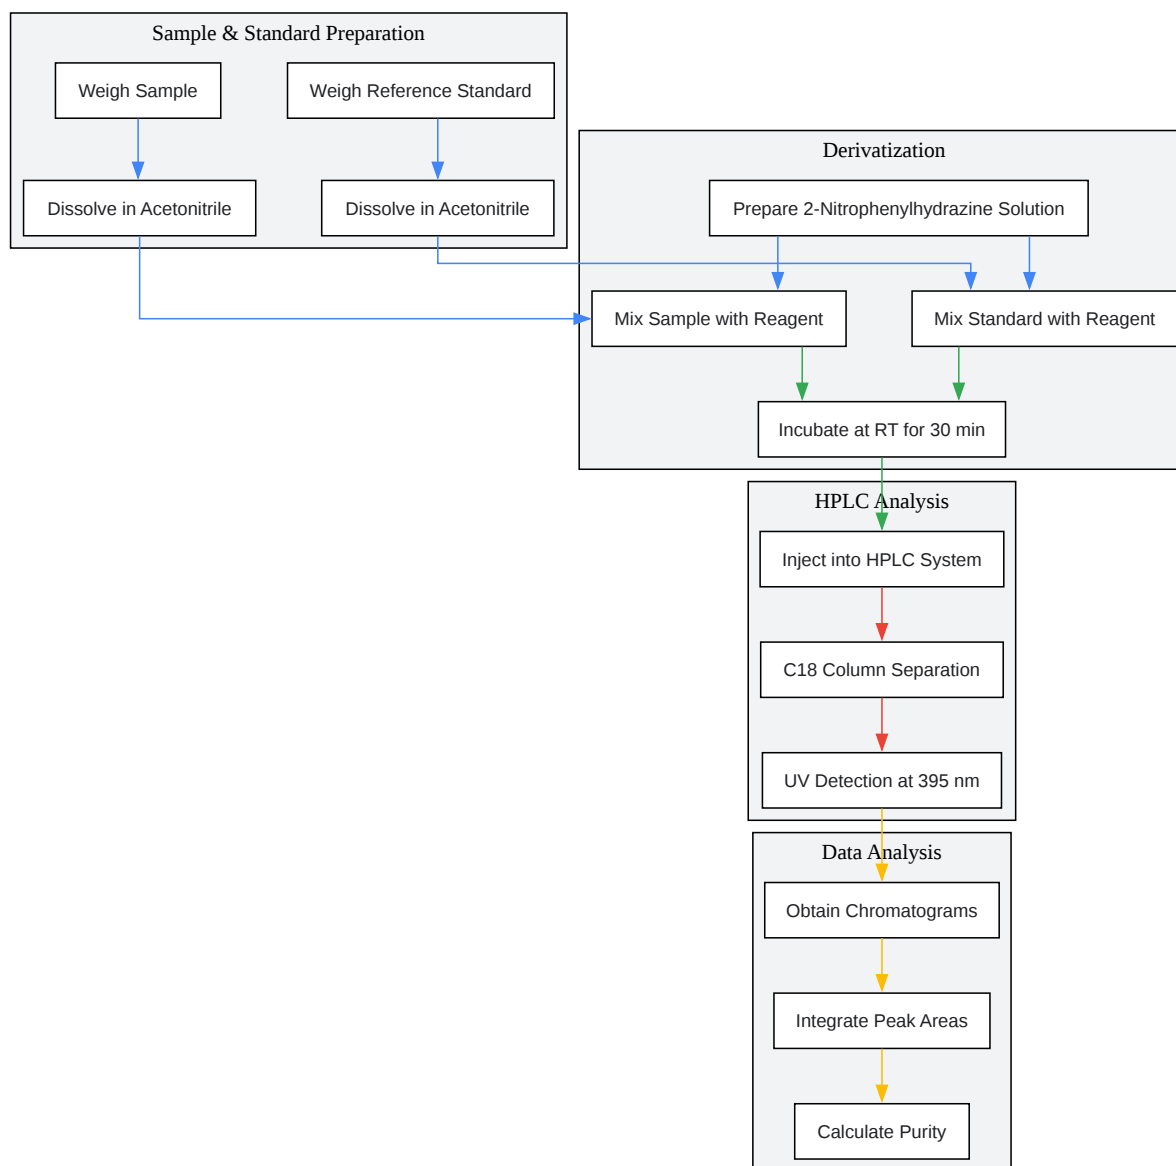 Sample & Standard Preparation
Weigh Sample
Weigh Reference Standard
Dissolve in Acetonitrile
Dissolve in Acetonitrile
Derivatization
Prepare 2-Nitrophenylhydrazine Solution
Mix Sample with Reagent
Mix Standard with Reagent
Incubate at RT for 30 min
HPLC Analysis
Inject into HPLC System
C18 Column Separation
UV Detection at 395 nm
Data Analysis
Obtain Chromatograms
Integrate Peak Areas
Calculate Purity